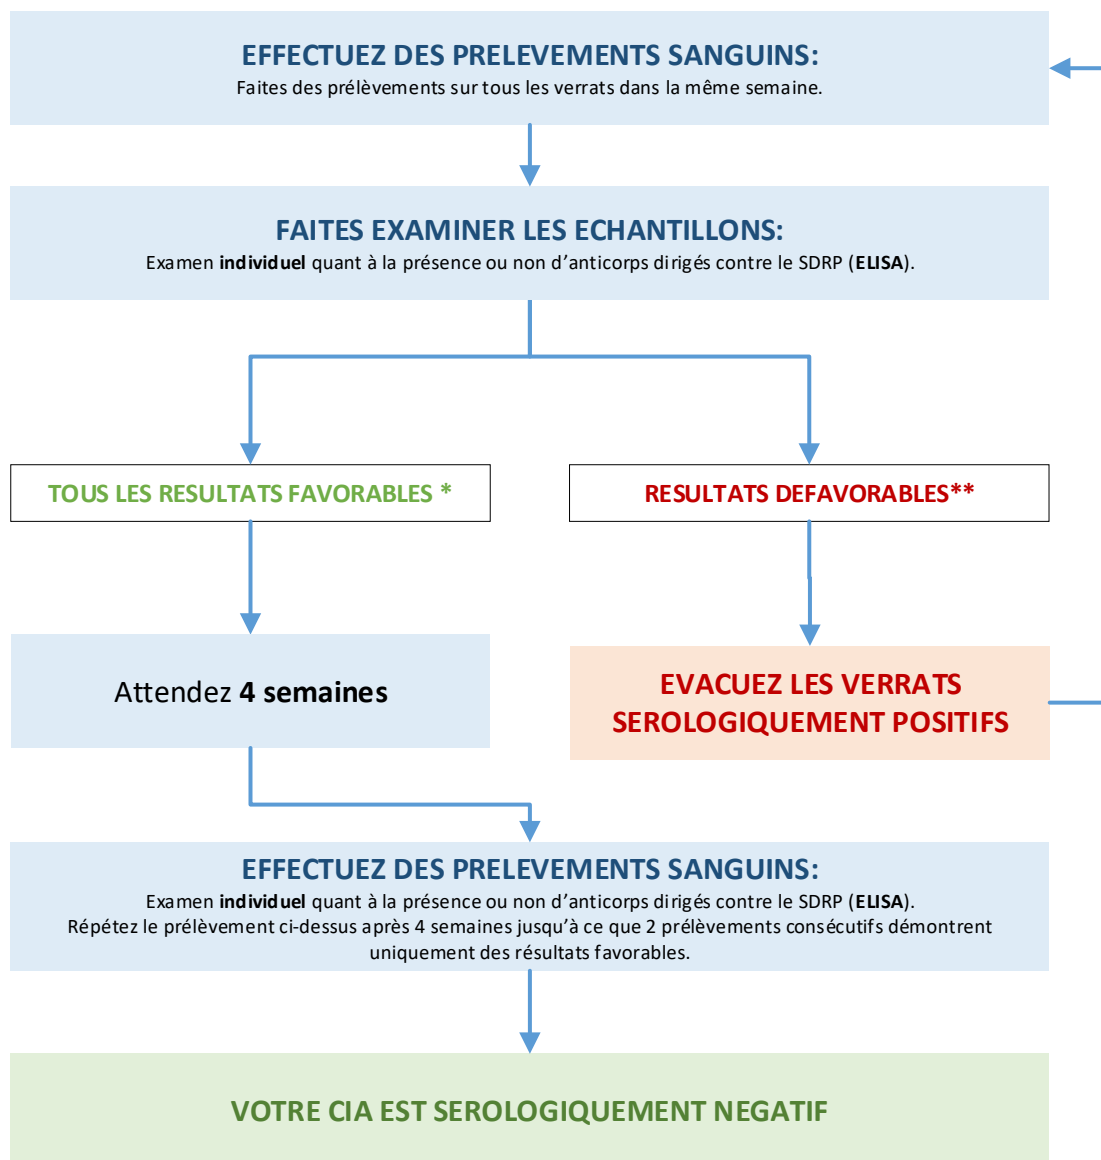 EFFECTUEZ DES PRELEVEMENTS SANGUINS:
Faites des prélèvements sur tous les verrats dans la même semaine.
FAITES EXAMINER LES ECHANTILLONS:
Examen individuel quant à la présence ou non d’anticorps dirigés contre le SDRP (ELISA).
TOUS LES RESULTATS FAVORABLES *
RESULTATS DEFAVORABLES**
Attendez 4 semaines
EVACUEZ LES VERRATS
SEROLOGIQUEMENT POSITIFS
EFFECTUEZ DES PRELEVEMENTS SANGUINS:
Examen individuel quant à la présence ou non d’anticorps dirigés contre le SDRP (ELISA).
Répétez le prélèvement ci-dessus après 4 semaines jusqu’à ce que 2 prélèvements consécutifs démontrent
uniquement des résultats favorables.
VOTRE CIA EST SEROLOGIQUEMENT NEGATIF